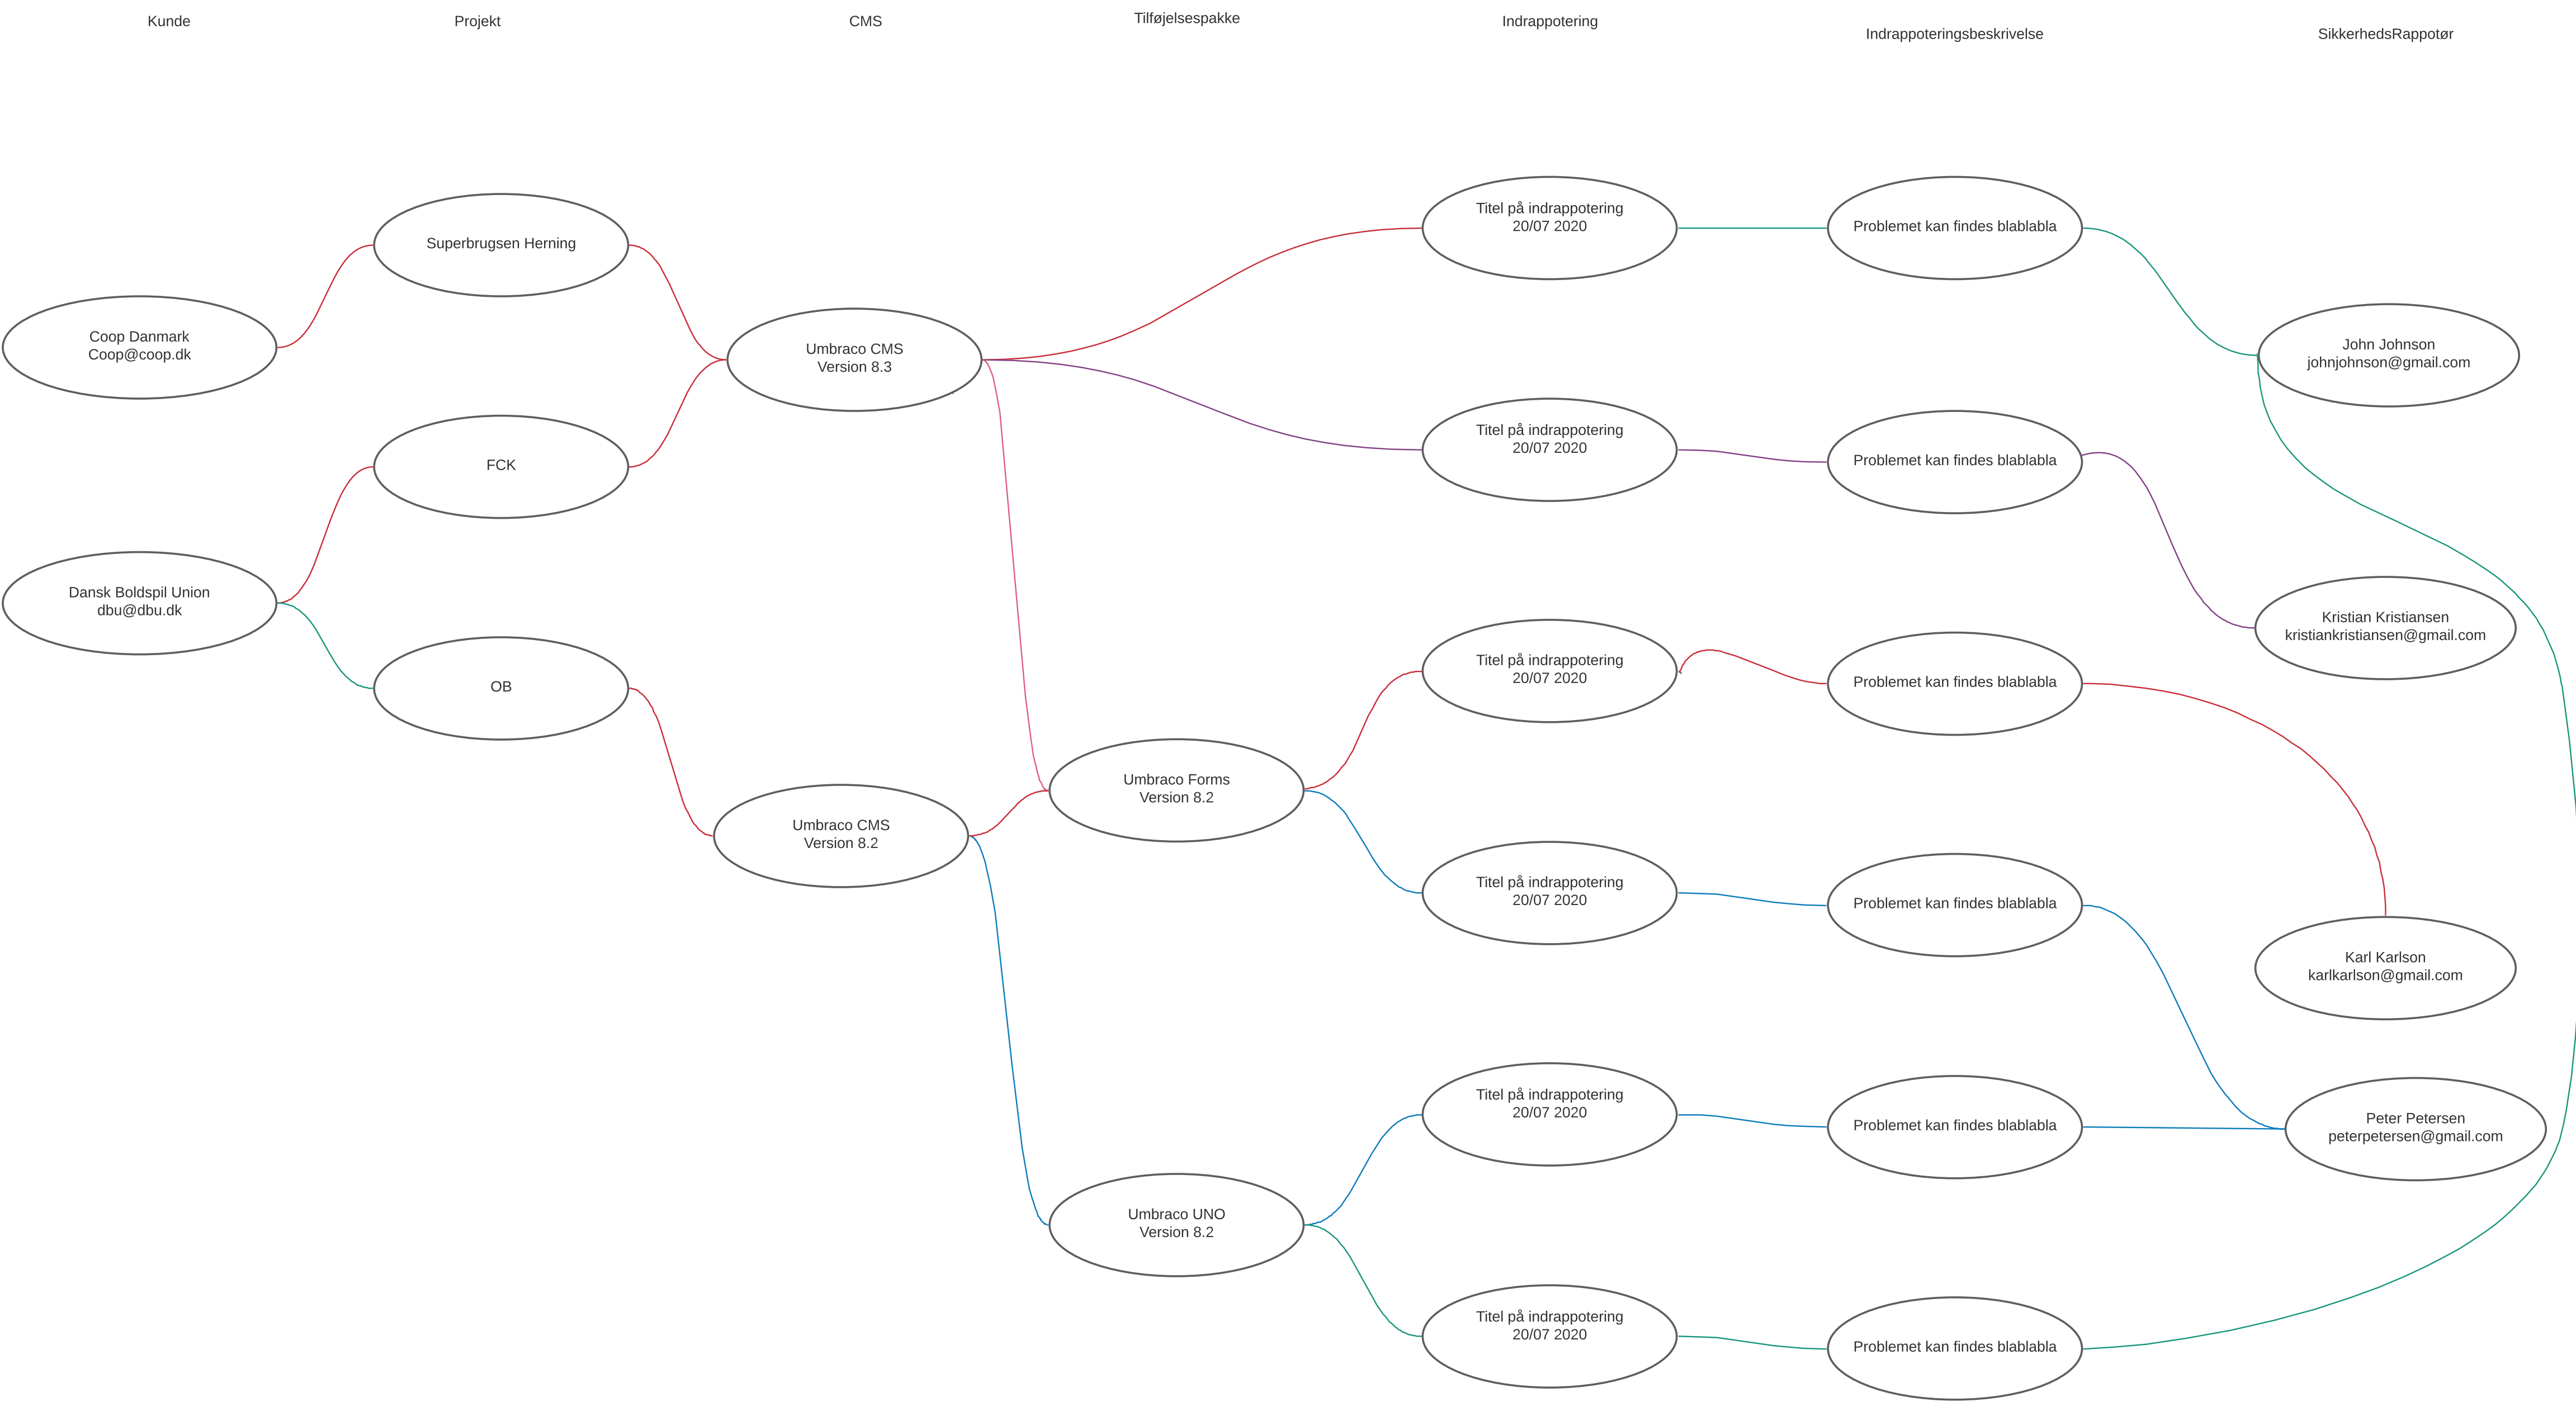 Kunde
Projekt
CMS
Tilføjelsespakke
Indrappotering
Indrappoteringsbeskrivelse
SikkerhedsRappotør
Coop Danmark
Coop@coop.dk
Dansk Boldspil Union
dbu@dbu.dk
Superbrugsen Herning
FCK
OB
Umbraco CMS
Version 8.3
Umbraco CMS
Version 8.2
Umbraco Forms
Version 8.2
Umbraco UNO
Version 8.2
Titel på indrappotering
20/07 2020
Titel på indrappotering
20/07 2020
Titel på indrappotering
20/07 2020
Titel på indrappotering
20/07 2020
Titel på indrappotering
20/07 2020
Titel på indrappotering
20/07 2020
Problemet kan findes blablabla
Problemet kan findes blablabla
Problemet kan findes blablabla
Problemet kan findes blablabla
Problemet kan findes blablabla
Problemet kan findes blablabla
John Johnson
johnjohnson@gmail.com
Kristian Kristiansen
kristiankristiansen@gmail.com
Karl Karlson
karlkarlson@gmail.com
Peter Petersen
peterpetersen@gmail.com